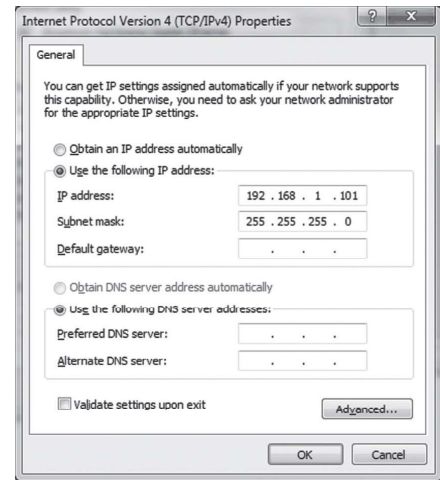 Internet Protocol Version 4 (TCP/IPv4) Properties
? X
General
You can get IP settings assigned automatically if your network supports
this capability. Otherwise, you need to ask your network administrator
for the appropriate IP settings.
Obtain an IP address automatically
Use the following IP address:
IP address: 192 . 168 . 1 . 101
Subnet mask: 255 . 255 . 255 . 0
Default gateway: . . .
Obtain DNS server address automatically
Use the following DNS server addresses:
Preferred DNS server: . . .
Alternate DNS server: . . .
Validate settings upon exit
Advanced...
OK Cancel